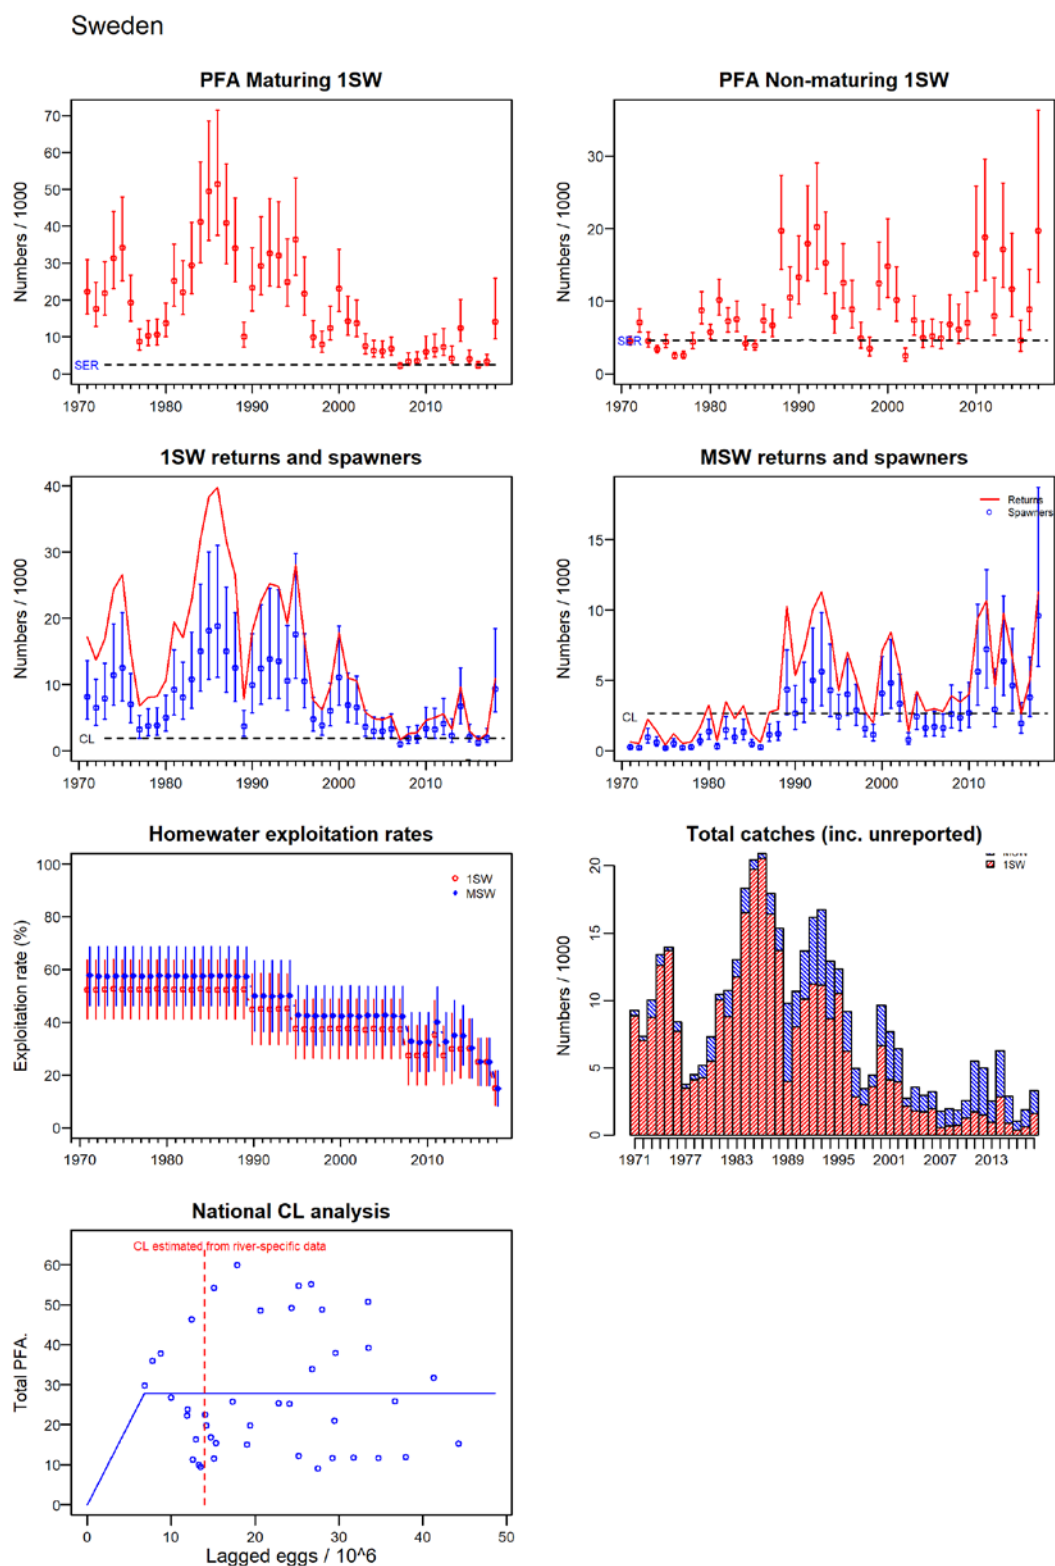 Sweden
PFA Maturing 1SW
Numbers / 1000
70
60
50
40
30
20
10
0
SER
1970 1980 1990 2000 2010
PFA Non-maturing 1SW
Numbers / 1000
30
20
10
0
SER
1970 1980 1990 2000 2010
1SW returns and spawners
Numbers / 1000
40
30
20
10
0
CL
1970 1980 1990 2000 2010
MSW returns and spawners
Numbers / 1000
15
10
5
0
CL
Returns
Spawners
1970 1980 1990 2000 2010
Homewater exploitation rates
Exploitation rate (%)
100
80
60
40
20
0
1SW
MSW
1970 1980 1990 2000 2010
Total catches (inc. unreported)
Numbers / 1000
20
15
10
5
0
MSW
1SW
1971 1977 1983 1989 1995 2001 2007 2013
National CL analysis
CL estimated from river-specific data
Total PFA.
60
50
40
30
20
10
0
0 10 20 30 40 50
Lagged eggs / 10^6